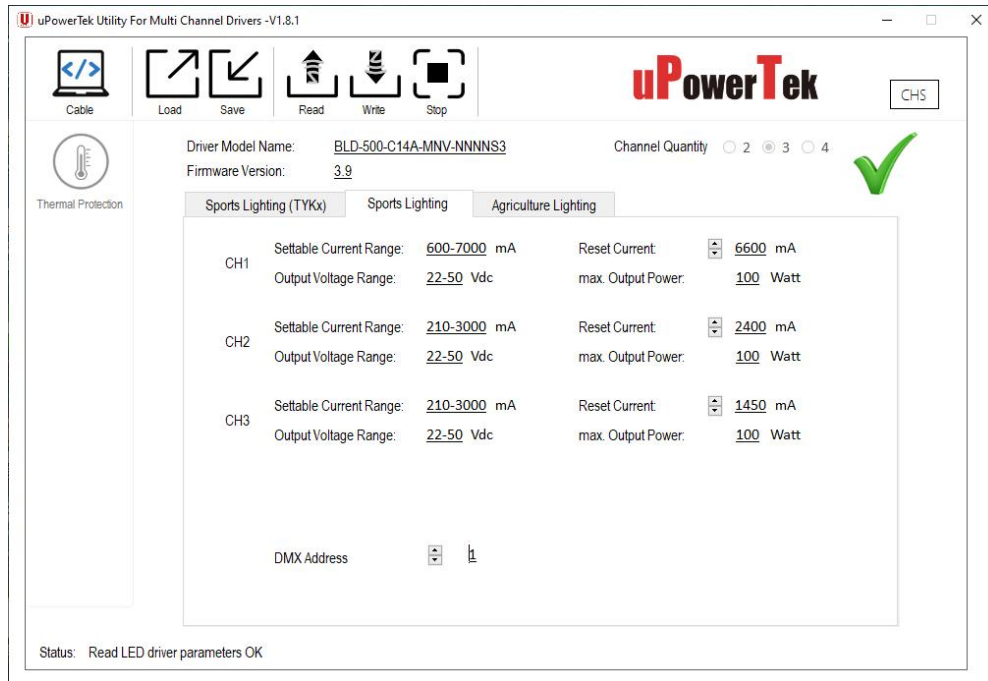 uPowerTek Utility For Multi Channel Drivers -V1.8.1
Cable Load Save Read Write Stop
uPowerTek
CHS
Thermal Protection
Driver Model Name: BLD-500-C14A-MNV-NNNNS3 Channel Quantity 2 3 4
Firmware Version: 3.9
Sports Lighting (TYKx) Sports Lighting Agriculture Lighting
CH1
Settable Current Range: 600-7000 mA Reset Current: 6600 mA
Output Voltage Range: 22-50 Vdc max. Output Power: 100 Watt
CH2
Settable Current Range: 210-3000 mA Reset Current: 2400 mA
Output Voltage Range: 22-50 Vdc max. Output Power: 100 Watt
CH3
Settable Current Range: 210-3000 mA Reset Current: 1450 mA
Output Voltage Range: 22-50 Vdc max. Output Power: 100 Watt
DMX Address 1
Status: Read LED driver parameters OK